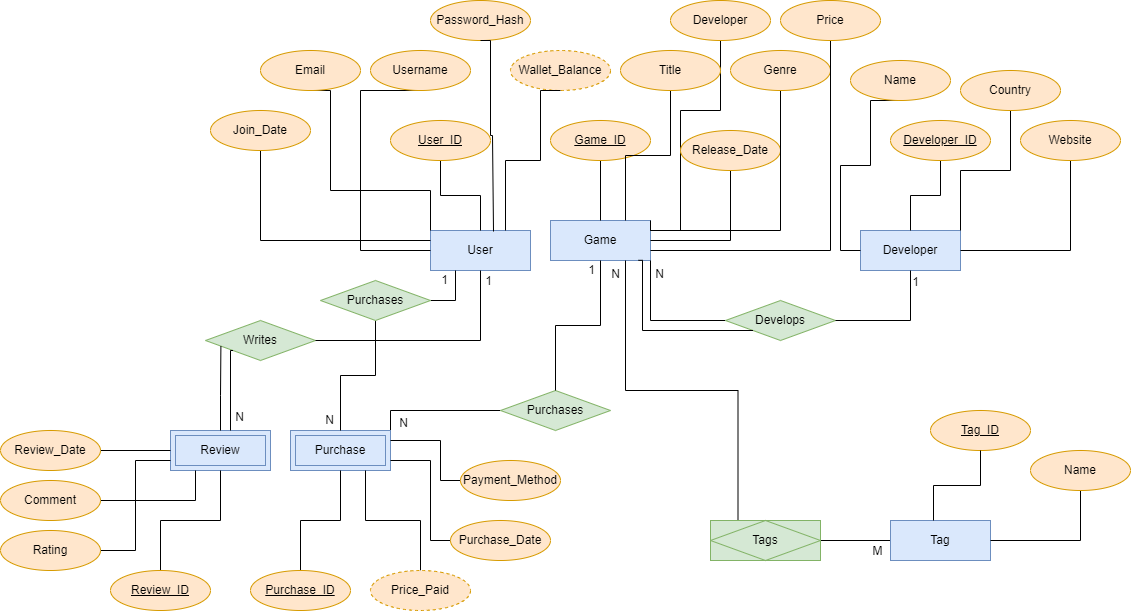 Password_Hash
Developer
Price
Email
Username
Wallet_Balance
Title
Genre
Name
Country
Join_Date
User_ID
Game_ID
Release_Date
Developer_ID
Website
User
Game
Developer
1
1
1
N
N
1
Purchases
Develops
Writes
N
N
N
Purchases
Review_Date
Review
Purchase
Tag_ID
Comment
Payment_Method
Name
Rating
Purchase_Date
Tags
M
Tag
Review_ID
Purchase_ID
Price_Paid